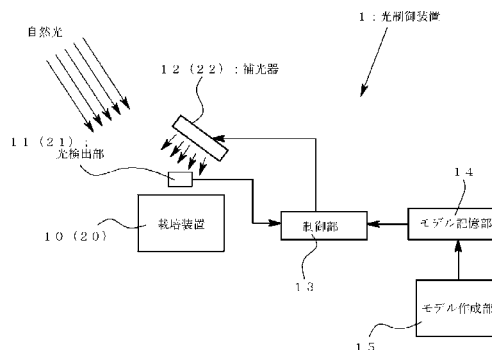 自然光
1：光制御装置
12（22）：補光器
11（21）：
光検出部
14
制御部
モデル記憶部
栽培装置
10（20）
13
モデル作成部
15